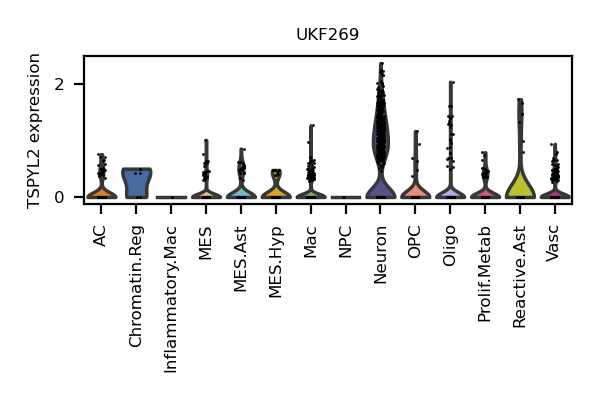 UKF269
TSPYL2 expression
2
0
AC
Chromatin.Reg
Inflammatory.Mac
MES
MES.Ast
MES.Hyp
Mac
NPC
Neuron
OPC
Oligo
Prolif.Metab
Reactive.Ast
Vasc